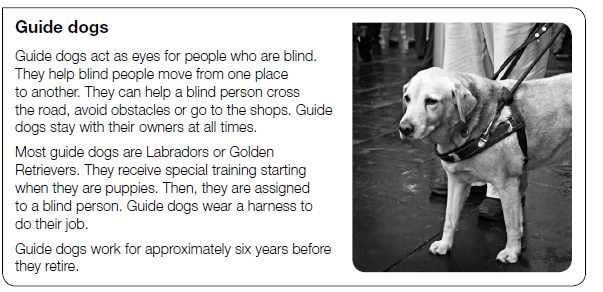 Guide dogs
Guide dogs act as eyes for people who are blind.
They help blind people move from one place
to another. They can help a blind person cross
the road, avoid obstacles or go to the shops. Guide
dogs stay with their owners at all times.
Most guide dogs are Labradors or Golden
Retrievers. They receive special training starting
when they are puppies. Then, they are assigned
to a blind person. Guide dogs wear a harness to
do their job.
Guide dogs work for approximately six years before
they retire.